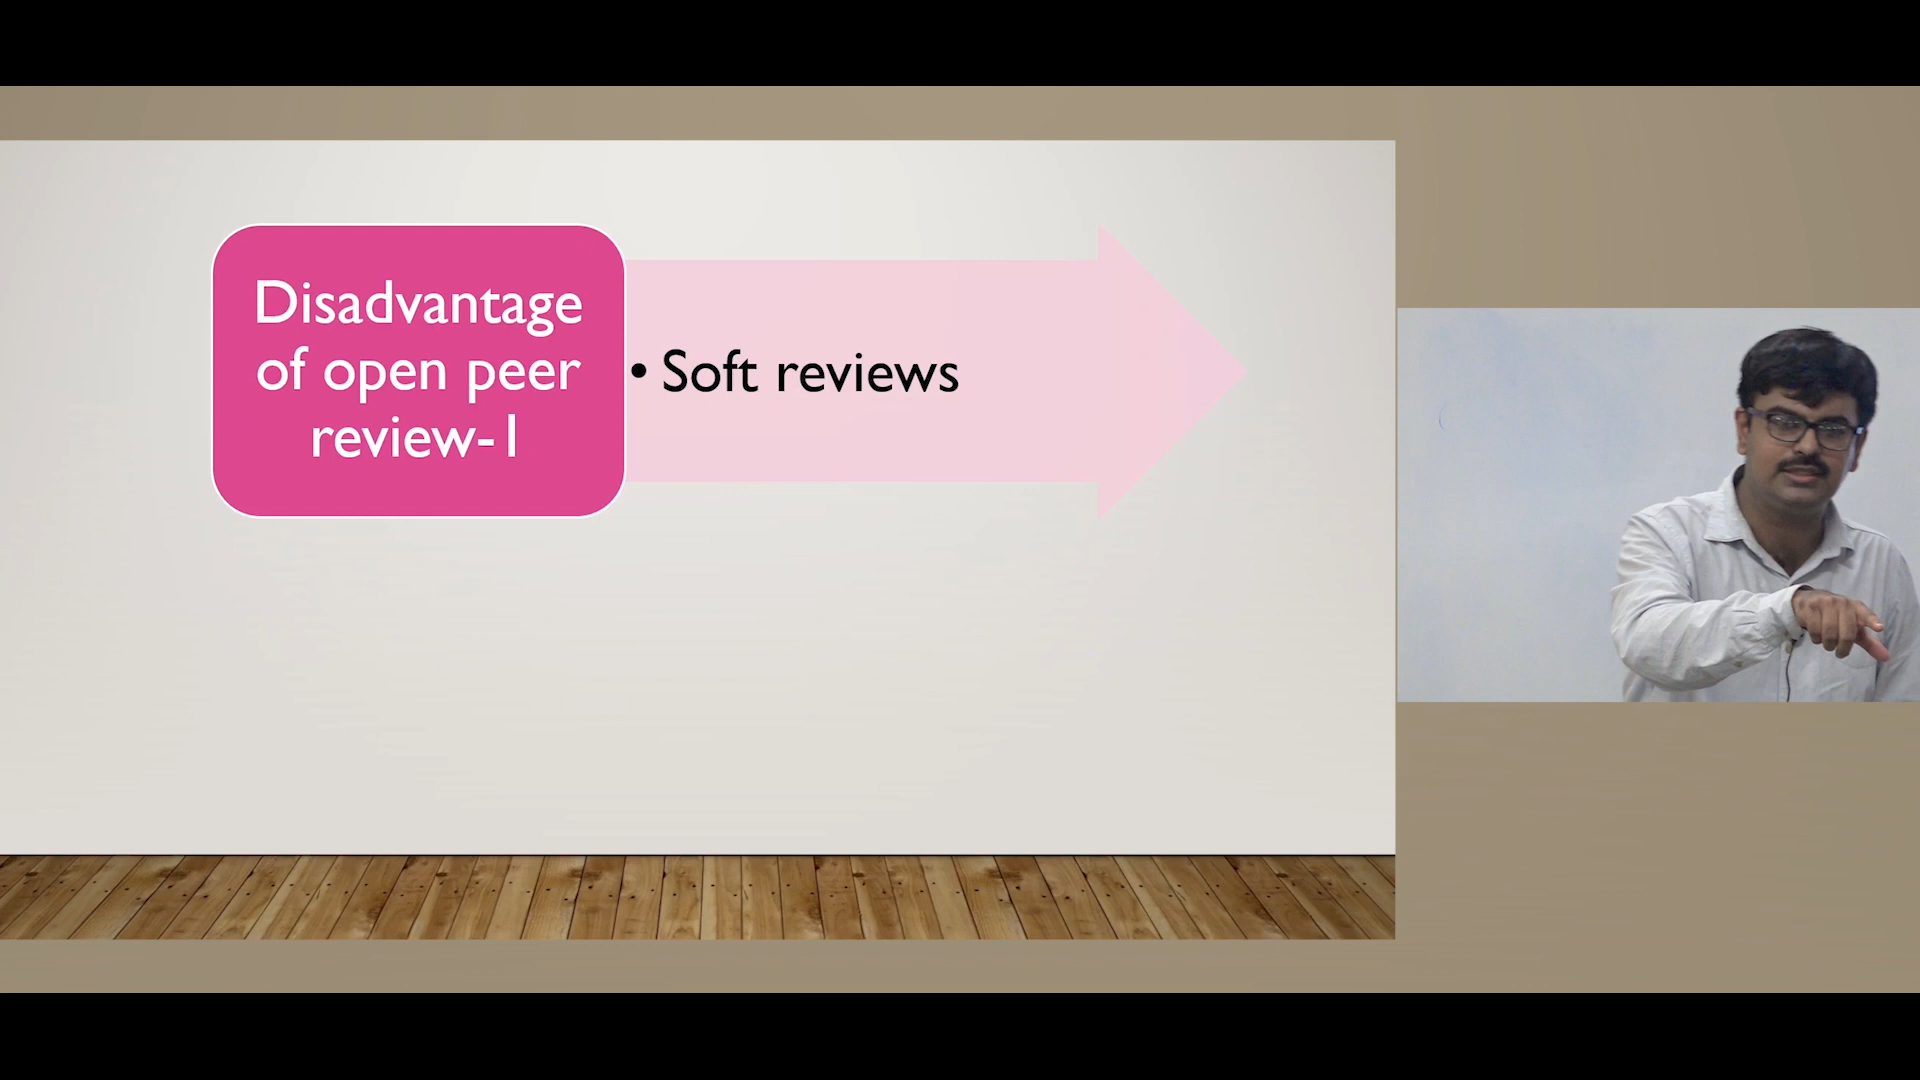 Disadvantage
of open peer
review-1
• Soft reviews